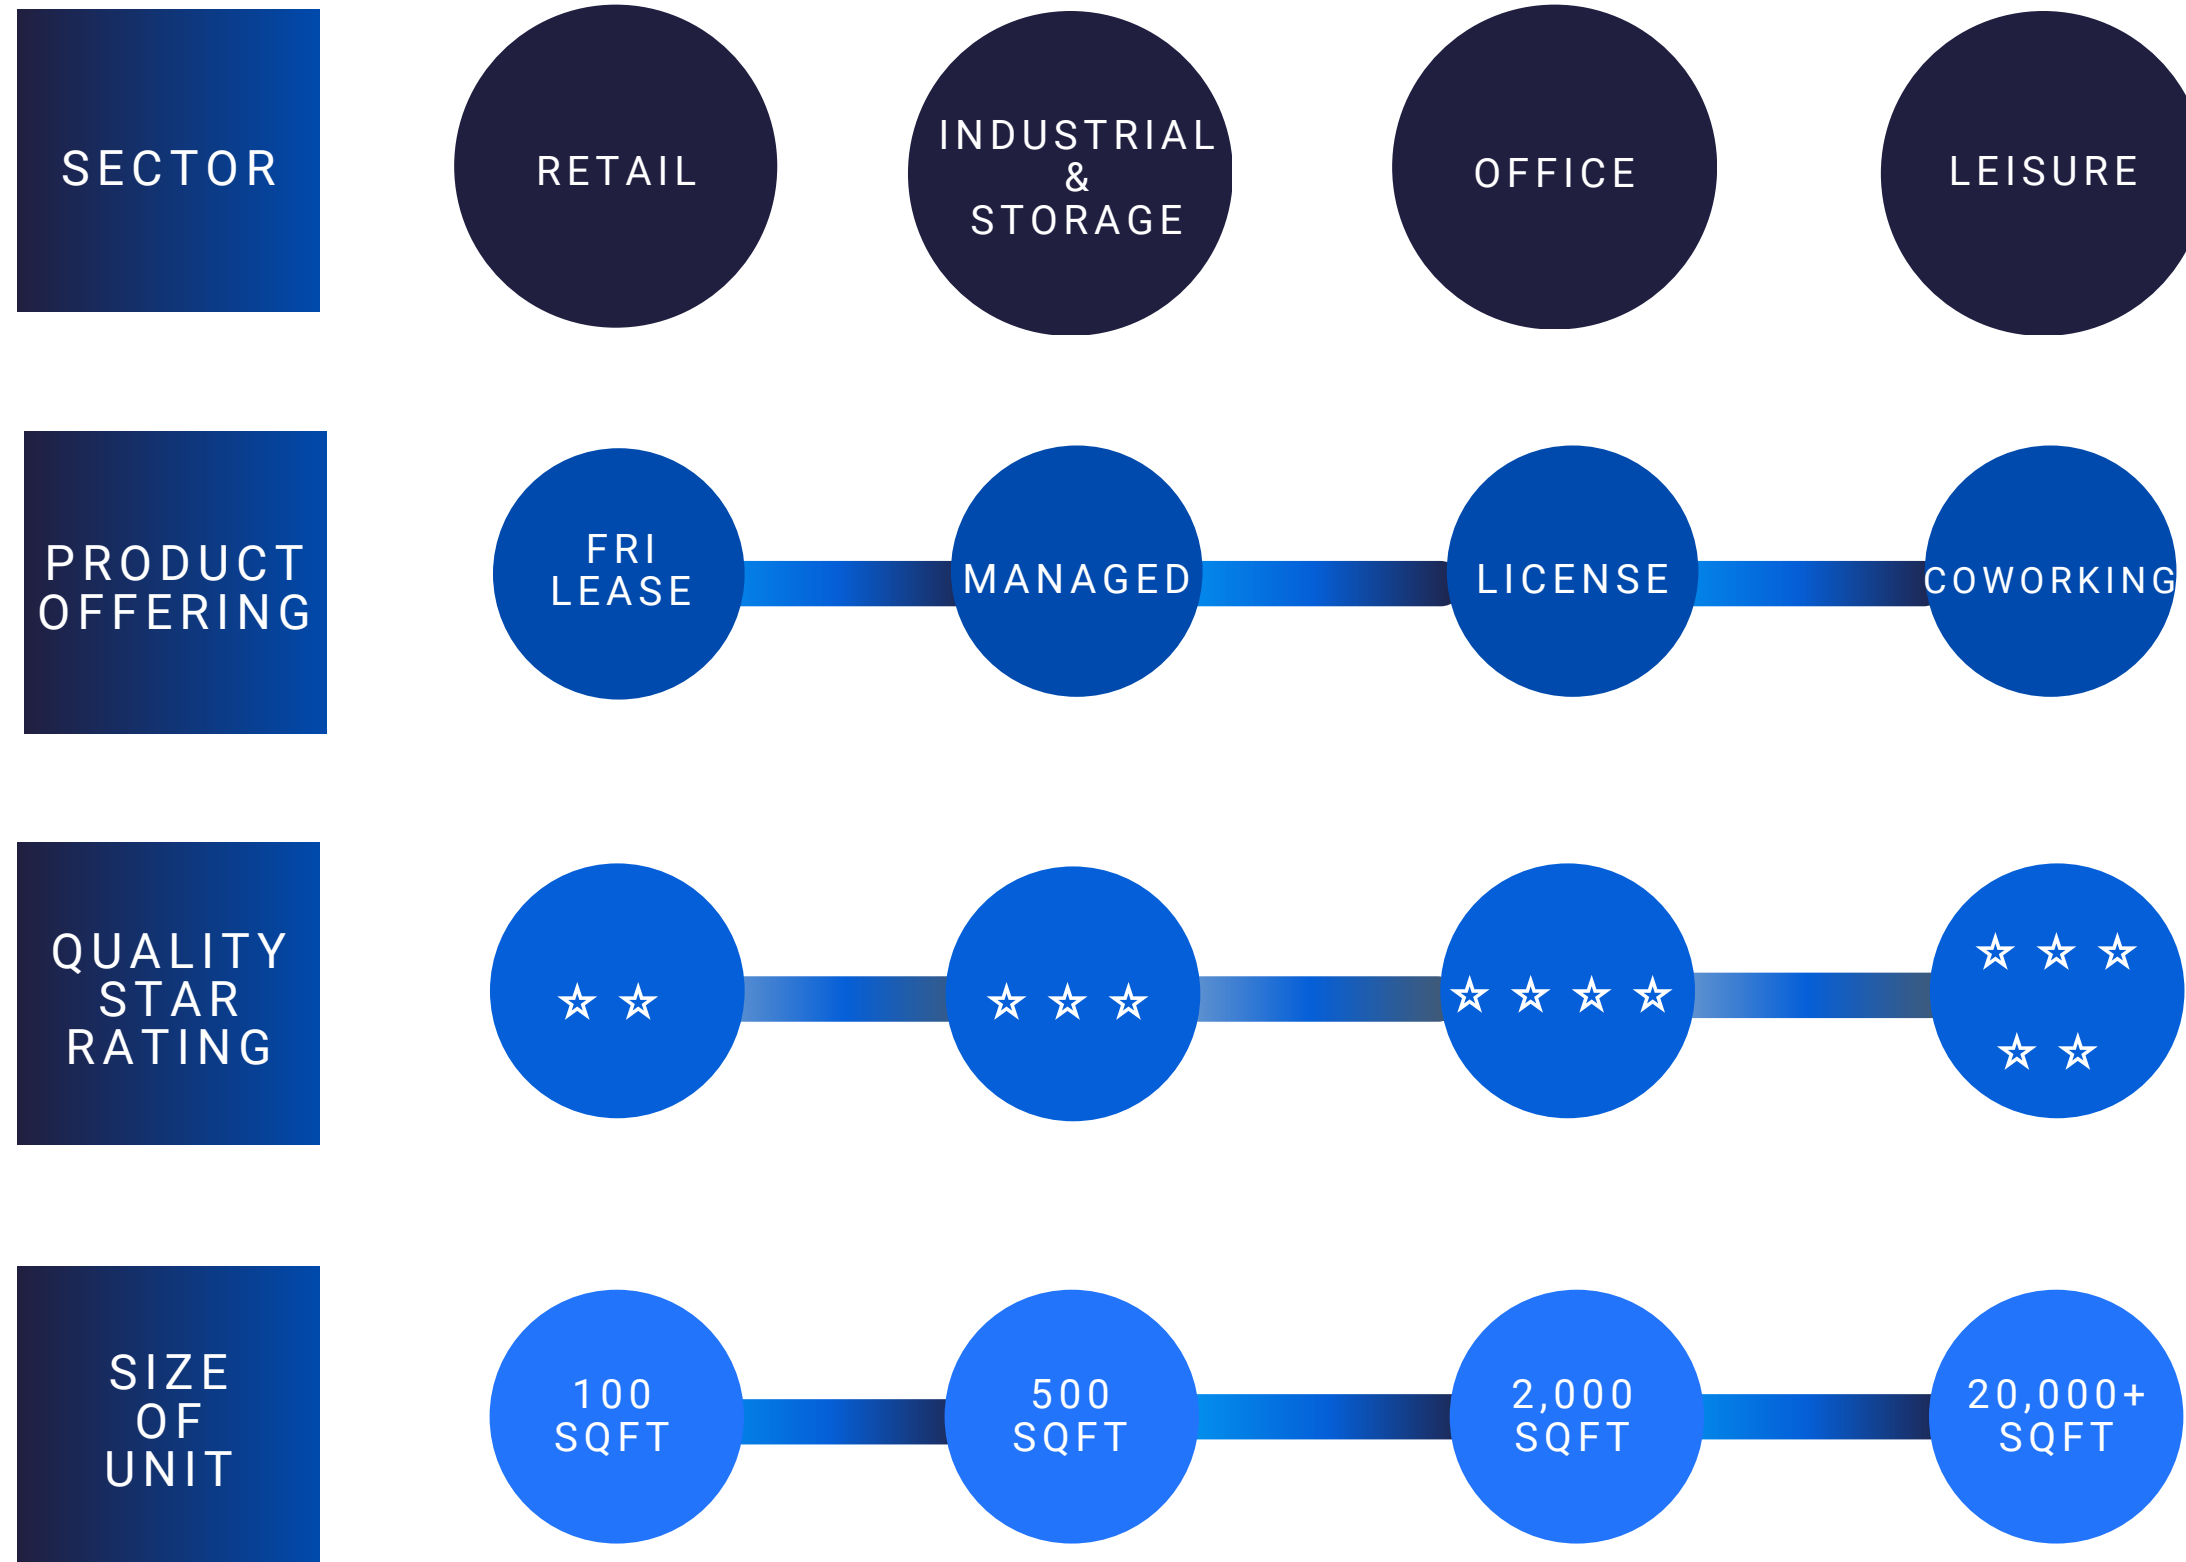 SECTOR
RETAIL
INDUSTRIAL
&
STORAGE
OFFICE
LEISURE
PRODUCT
OFFERING
FRI
LEASE
MANAGED
LICENSE
COWORKING
QUALITY
STAR
RATING
SIZE
OF
UNIT
100
SQFT
500
SQFT
2,000
SQFT
20,000+
SQFT